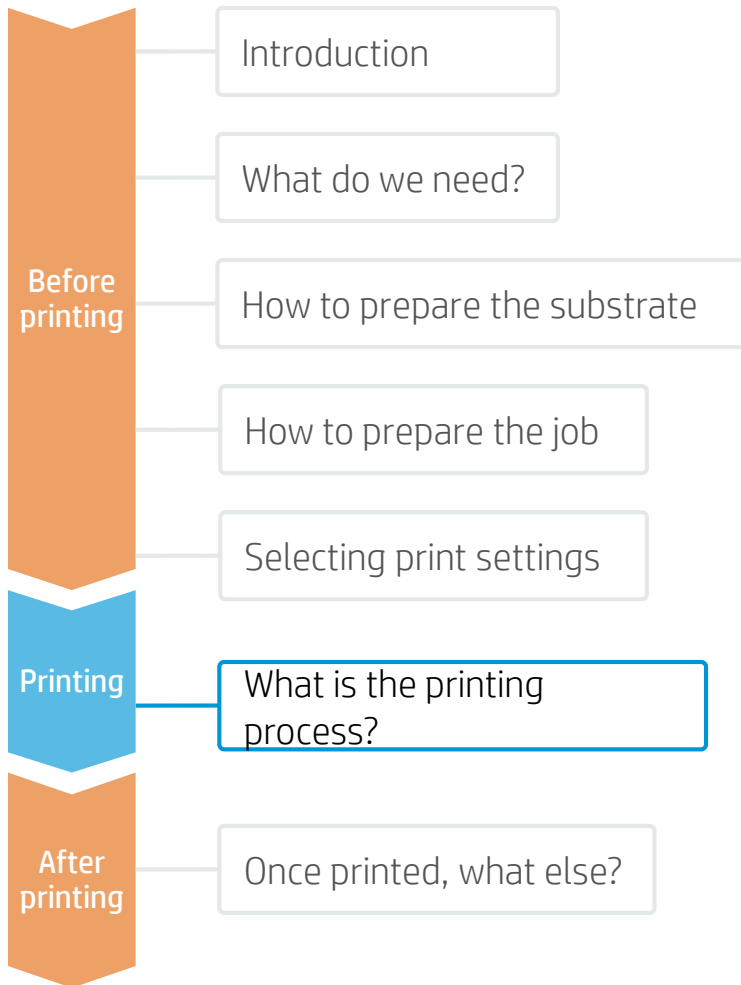 Introduction
What do we need?
Before
printing
How to prepare the substrate
How to prepare the job
Selecting print settings
Printing
What is the printing
process?
After
printing
Once printed, what else?